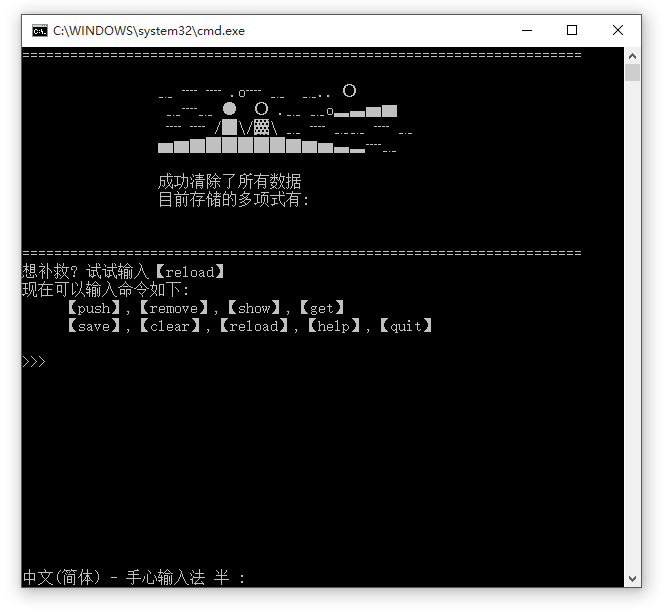 C:\WINDOWS\system32\cmd.exe
成功清除了所有数据
目前存储的多项式有:
想补救? 试试输入【reload】
现在可以输入命令如下:
【push】,【remove】,【show】,【get】
【save】,【clear】,【reload】,【help】,【quit】
>>>
中文(简体) - 手心输入法 半 :